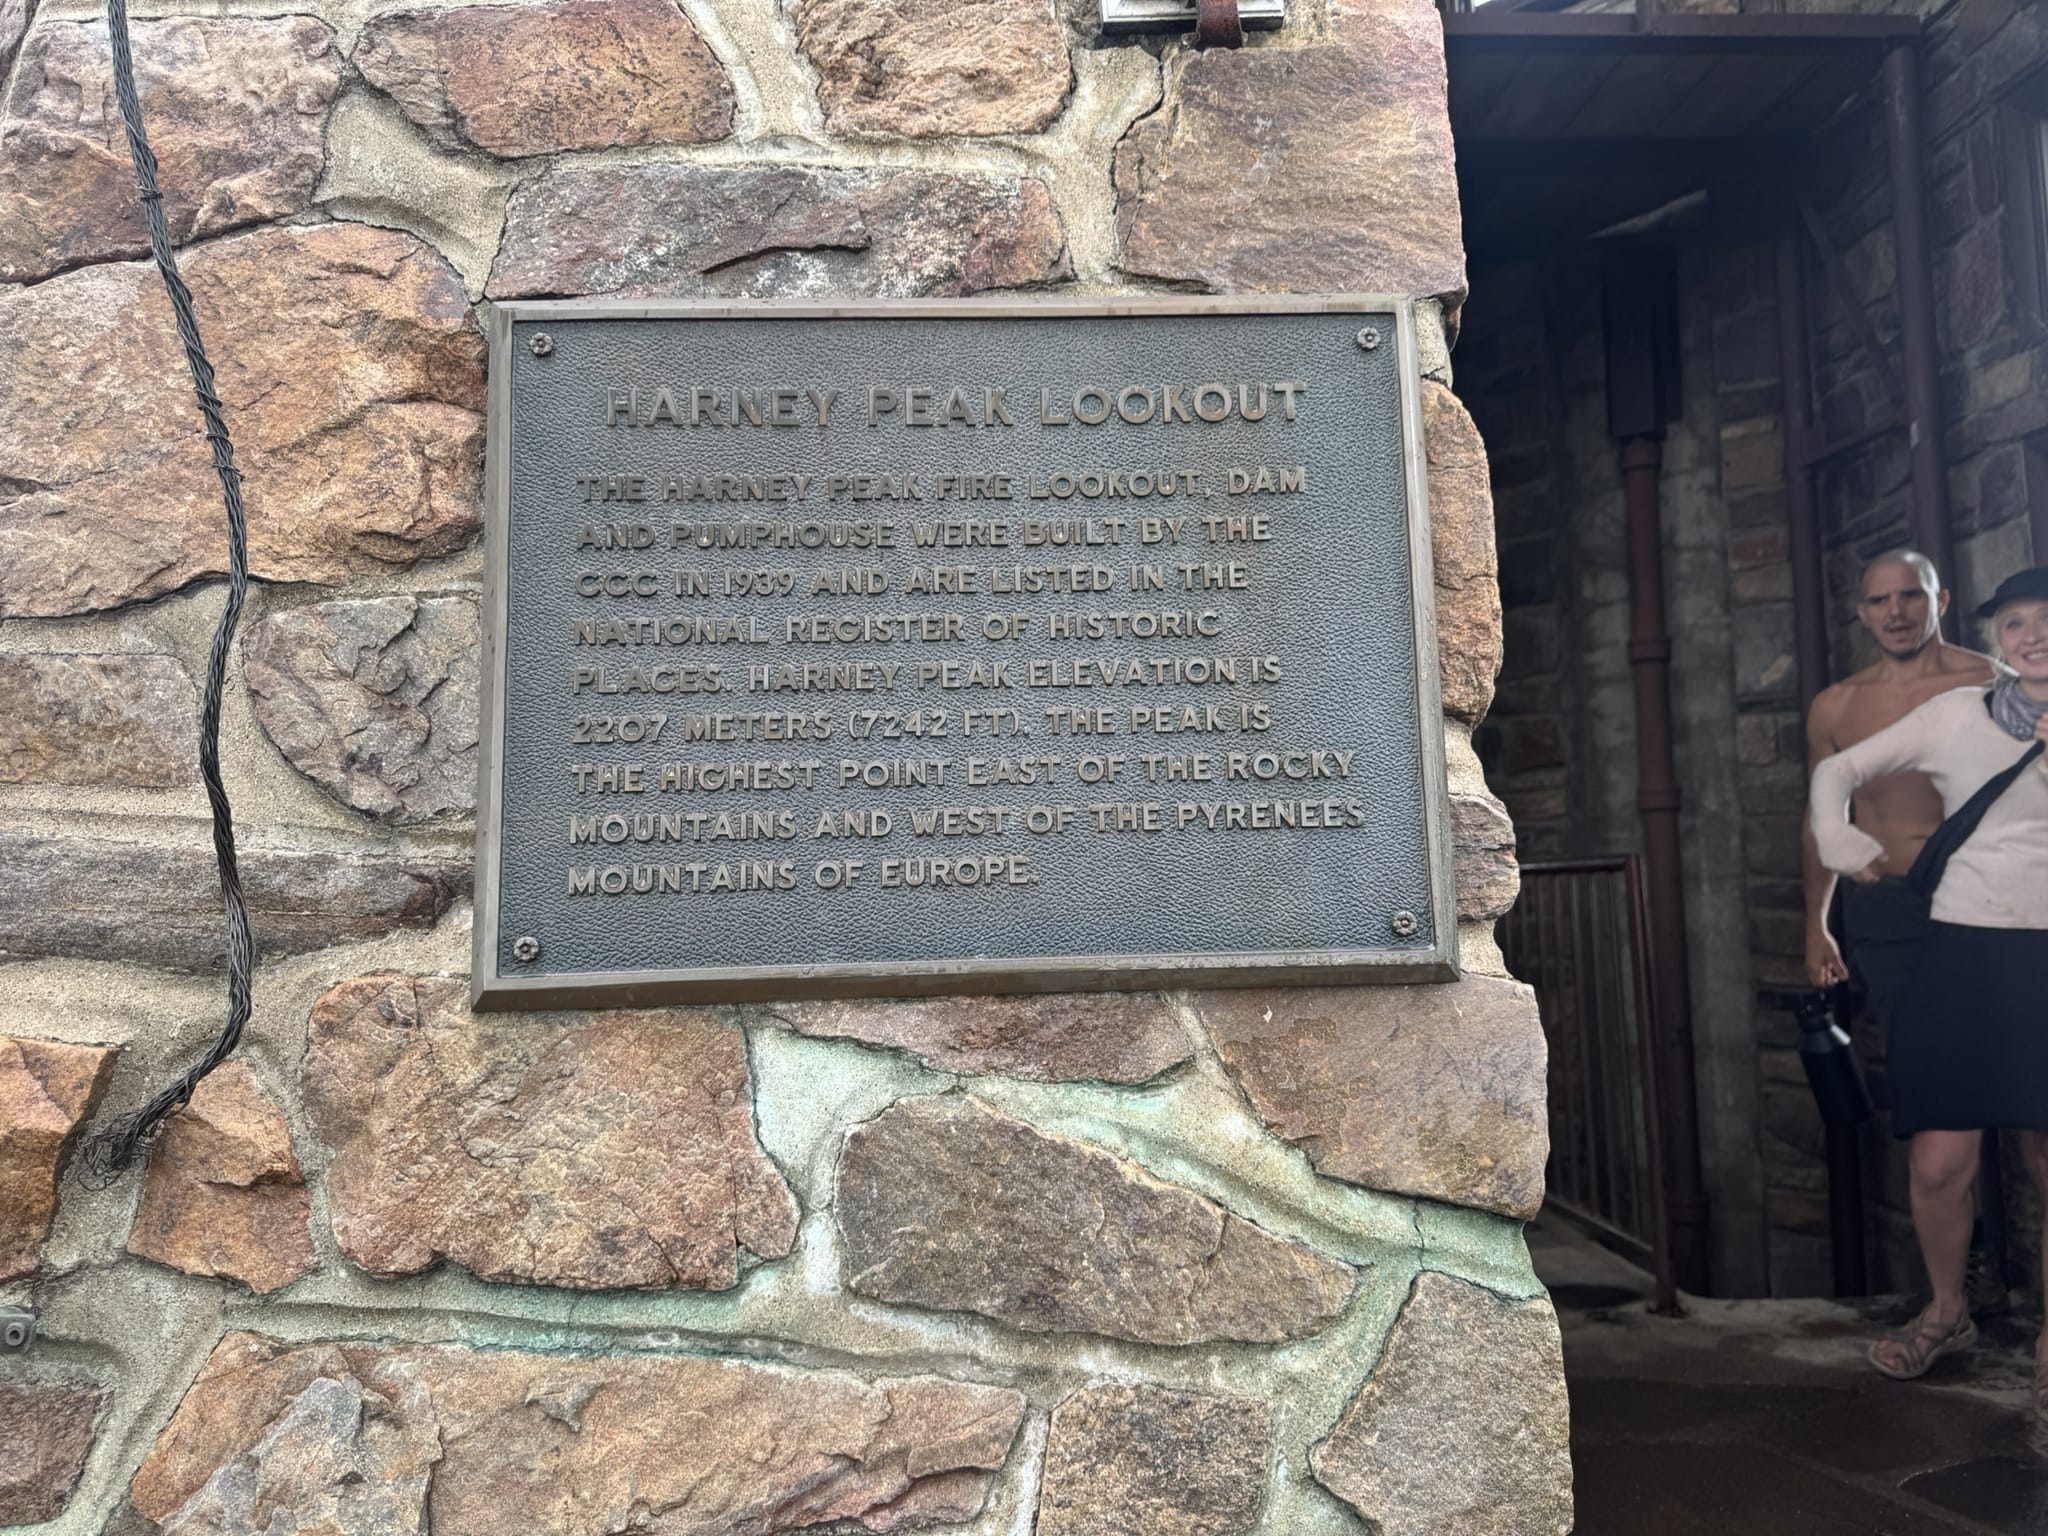 HARNEY PEAK LOOKOUT
THE HARNEY PEAK FIRE LOOKOUT, DAM
AND PUMPHOUSE WERE BUILT BY THE
CCC IN 1939 AND ARE LISTED IN THE
NATIONAL REGISTER OF HISTORIC
PLACES. HARNEY PEAK ELEVATION IS
2207 METERS (7242 FT). THE PEAK IS
THE HIGHEST POINT EAST OF THE ROCKY
MOUNTAINS AND WEST OF THE PYRENEES
MOUNTAINS OF EUROPE.